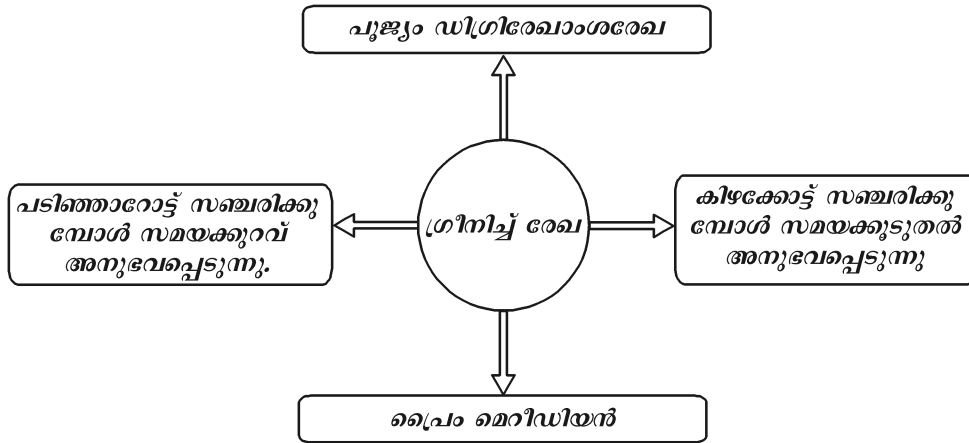 പൂജ്യം ഡിഗ്രിരേഖാംശരേഖ
പടിഞ്ഞാറോട്ട് സഞ്ചരിക്കു
മ്പോൾ സമയക്കുറവ്
അനുഭവപ്പെടുന്നു.
ഗ്രീനിച്ച് രേഖ
കിഴക്കോട്ട് സഞ്ചരിക്കു
മ്പോൾ സമയക്കൂടുതൽ
അനുഭവപ്പെടുന്നു
പ്രൈം മെറീഡിയൻ